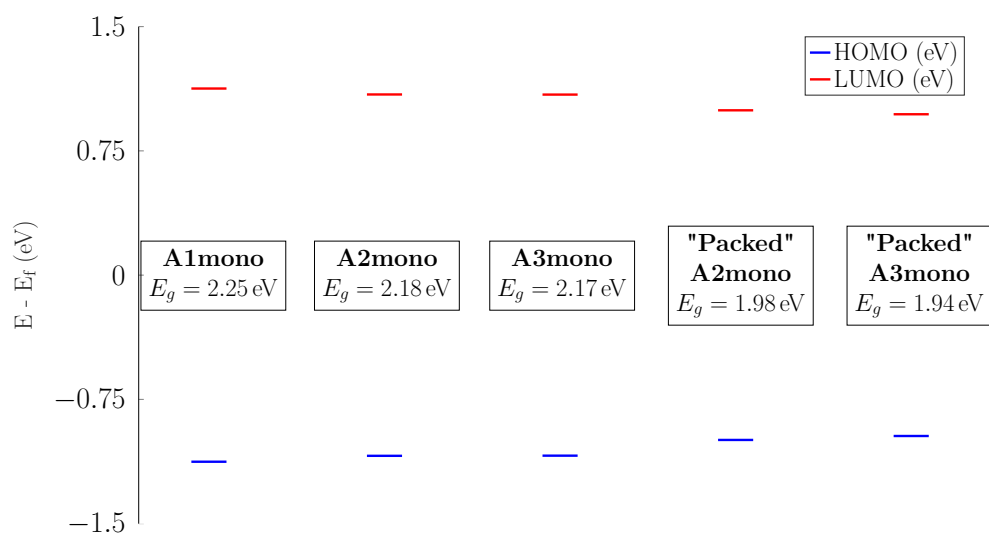 1.5
0.75
0
−0.75
−1.5
E - E_f (eV)
HOMO (eV)
LUMO (eV)
A1mono
E_g = 2.25 eV
A2mono
E_g = 2.18 eV
A3mono
E_g = 2.17 eV
"Packed"
A2mono
E_g = 1.98 eV
"Packed"
A3mono
E_g = 1.94 eV